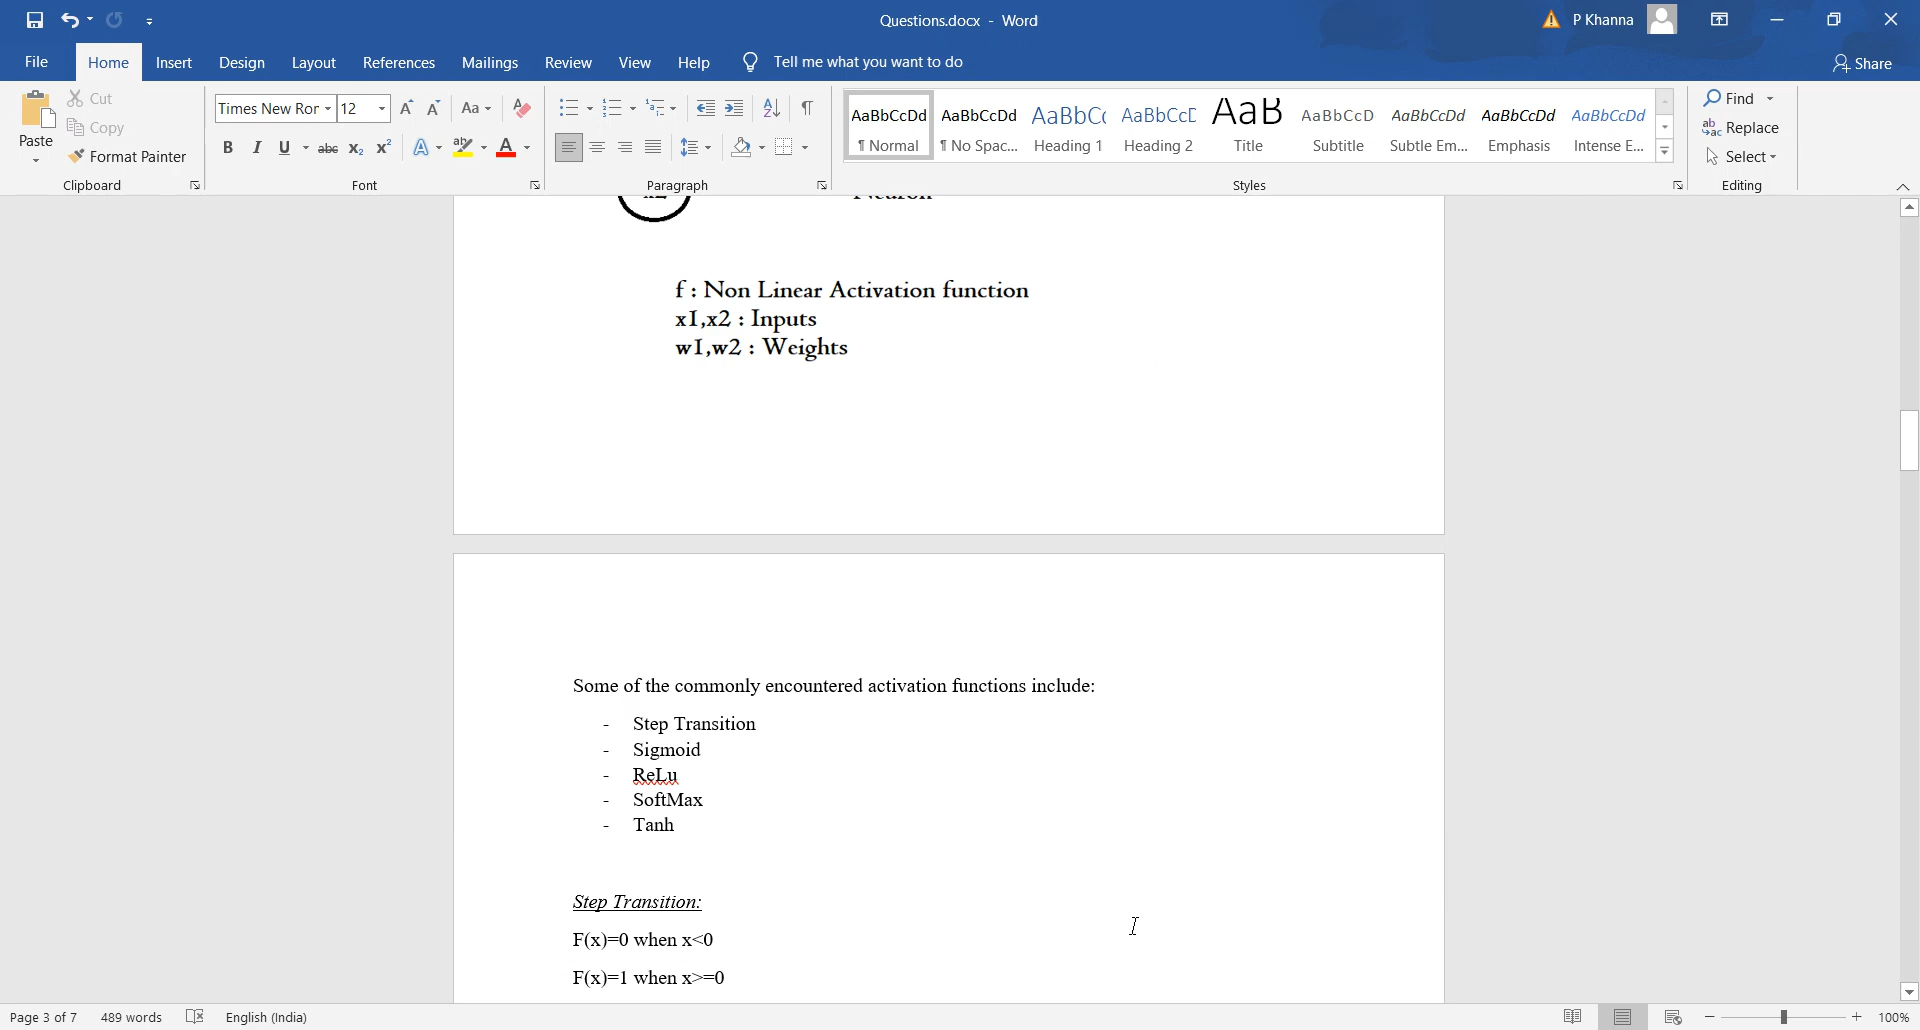 Questions.docx - Word
P Khanna
File Home Insert Design Layout References Mailings Review View Help Tell me what you want to do Share
Paste
Cut
Copy
Format Painter
Clipboard
Times New Ror 12
Aa
B I U abc x₂ x² A ab A
Font
A Z ¶
Paragraph
AaBbCcDd AaBbCcDd AaBbCc AaBbCcD AaB AaBbCcD AaBbCcDd AaBbCcDd AaBbCcDd
¶ Normal ¶ No Spac... Heading 1 Heading 2 Title Subtitle Subtle Em... Emphasis Intense E...
Styles
Find
Replace
Select
Editing
f : Non Linear Activation function
x1,x2 : Inputs
w1,w2 : Weights
Some of the commonly encountered activation functions include:
- Step Transition
- Sigmoid
- ReLu
- SoftMax
- Tanh
Step Transition:
F(x)=0 when x<0
F(x)=1 when x>=0
Page 3 of 7 489 words English (India) 100%